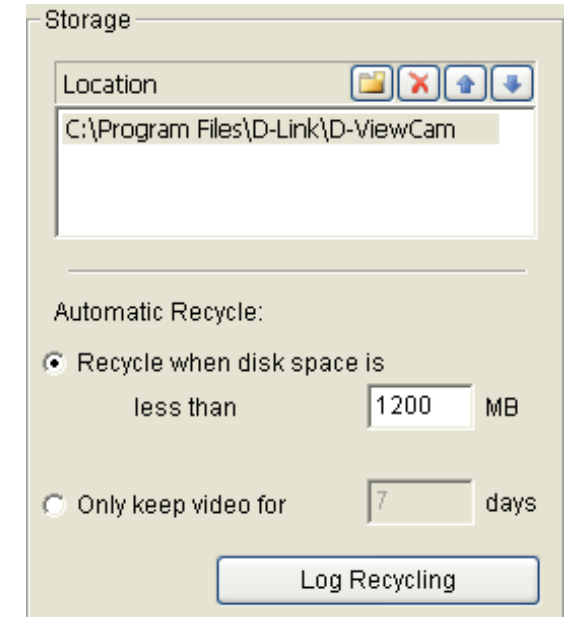 Storage
Location
C:\Program Files\D-Link\D-ViewCam
Automatic Recycle:
Recycle when disk space is
less than 1200 MB
Only keep video for 7 days
Log Recycling